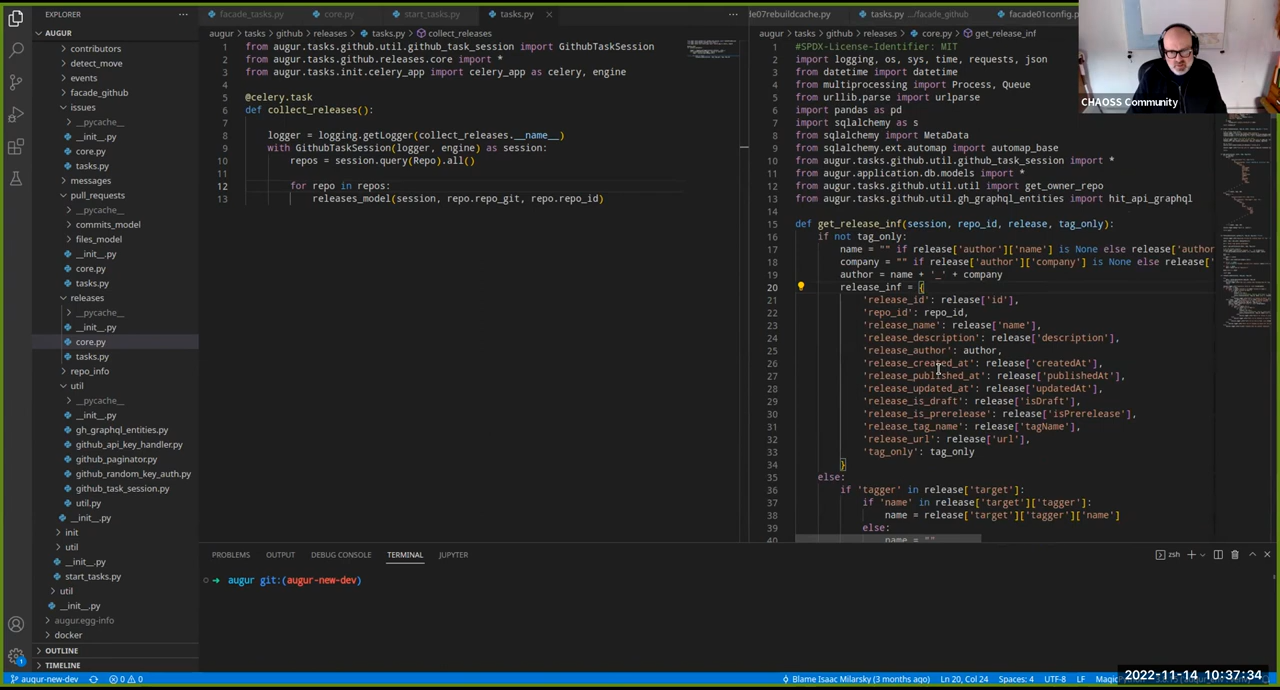 EXPLORER
AUGUR
contributors
detect_move
events
facade_github
issues
__pycache__
__init__.py
core.py
tasks.py
messages
pull_requests
__pycache__
commits_model
files_model
__init__.py
core.py
tasks.py
releases
__pycache__
__init__.py
core.py
tasks.py
repo_info
util
__pycache__
__init__.py
gh_graphql_entities.py
github_api_key_handler.py
github_paginator.py
github_random_key_auth.py
github_task_session.py
util.py
__init__.py
init
util
__init__.py
start_tasks.py
util
__init__.py
augur.egg-info
docker
OUTLINE
TIMELINE
facade_tasks.py core.py start_tasks.py tasks.py
augur > tasks > github > releases > tasks.py > collect_releases
1 from augur.tasks.github.util.github_task_session import GithubTaskSession
2 from augur.tasks.github.releases.core import *
3 from augur.tasks.init.celery_app import celery_app as celery, engine
4
5 @celery.task
6 def collect_releases():
7
8 logger = logging.getLogger(collect_releases.__name__)
9 with GithubTaskSession(logger, engine) as session:
10 repos = session.query(Repo).all()
11
12 for repo in repos:
13 releases_model(session, repo.repo_git, repo.repo_id)
de07rebuildcache.py tasks.py .../facade_github facade01config.p
augur > tasks > github > releases > core.py > get_release_inf
1 #SPDX-License-Identifier: MIT
2 import logging, os, sys, time, requests, json
3 from datetime import datetime
4 from multiprocessing import Process, Queue
5 from urllib.parse import urlparse
6 import pandas as pd
7 import sqlalchemy as s
8 from sqlalchemy import MetaData
9 from sqlalchemy.ext.automap import automap_base
10 from augur.tasks.github.util.github_task_session import *
11 from augur.application.db.models import *
12 from augur.tasks.github.util.util import get_owner_repo
13 from augur.tasks.github.util.gh_graphql_entities import hit_api_graphql
14
15 def get_release_inf(session, repo_id, release, tag_only):
16 if not tag_only:
17 name = "" if release['author']['name'] is None else release['author
18 company = "" if release['author']['company'] is None else release['
19 author = name + '_' + company
20 release_inf = {
21 'release_id': release['id'],
22 'repo_id': repo_id,
23 'release_name': release['name'],
24 'release_description': release['description'],
25 'release_author': author,
26 'release_created_at': release['createdAt'],
27 'release_published_at': release['publishedAt'],
28 'release_updated_at': release['updatedAt'],
29 'release_is_draft': release['isDraft'],
30 'release_is_prerelease': release['isPrerelease'],
31 'release_tag_name': release['tagName'],
32 'release_url': release['url'],
33 'tag_only': tag_only
34 }
35 else:
36 if 'tagger' in release['target']:
37 if 'name' in release['target']['tagger']:
38 name = release['target']['tagger']['name']
39 else:
40 name = ""
CHAOSS Community
PROBLEMS OUTPUT DEBUG CONSOLE TERMINAL JUPYTER
zsh
augur git:(augur-new-dev)
augur-new-dev 0 0
Blame Isaac Milarsky (3 months ago) Ln 20, Col 24 Spaces: 4 UTF-8 LF
2022-11-14 10:37:34